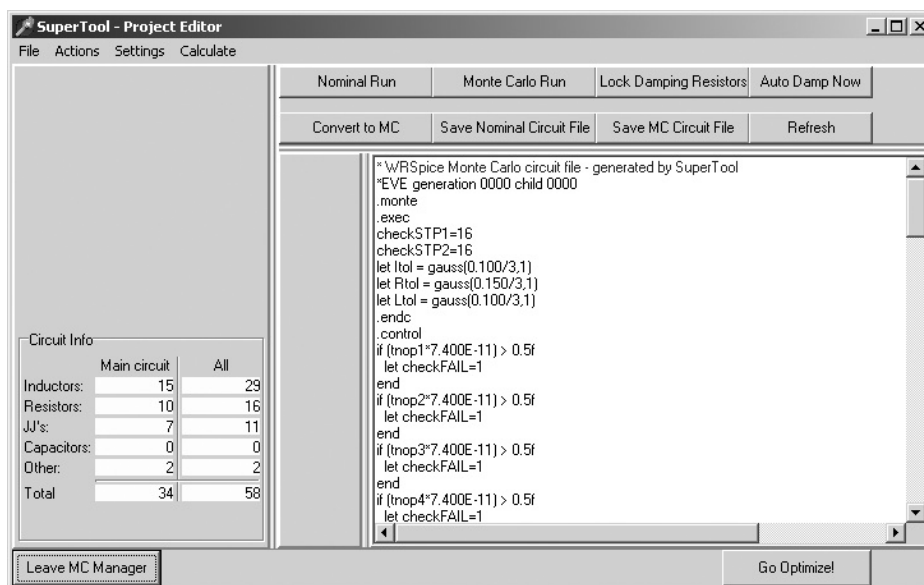 SuperTool - Project Editor
File Actions Settings Calculate
Nominal Run Monte Carlo Run Lock Damping Resistors Auto Damp Now
Convert to MC Save Nominal Circuit File Save MC Circuit File Refresh
* WRSpice Monte Carlo circuit file - generated by SuperTool
*EVE generation 0000 child 0000
.monte
.exec
checkSTP1=16
checkSTP2=16
let Itol = gauss(0.100/3,1)
let Rtol = gauss(0.150/3,1)
let Ltol = gauss(0.100/3,1)
.endc
.control
if (tnop1*7.400E-11) > 0.5f
let checkFAIL=1
end
if (tnop2*7.400E-11) > 0.5f
let checkFAIL=1
end
if (tnop3*7.400E-11) > 0.5f
let checkFAIL=1
end
if (tnop4*7.400E-11) > 0.5f
let checkFAIL=1
Circuit Info
Main circuit All
Inductors: 15 29
Resistors: 10 16
JJ's: 7 11
Capacitors: 0 0
Other: 2 2
Total 34 58
Leave MC Manager Go Optimize!